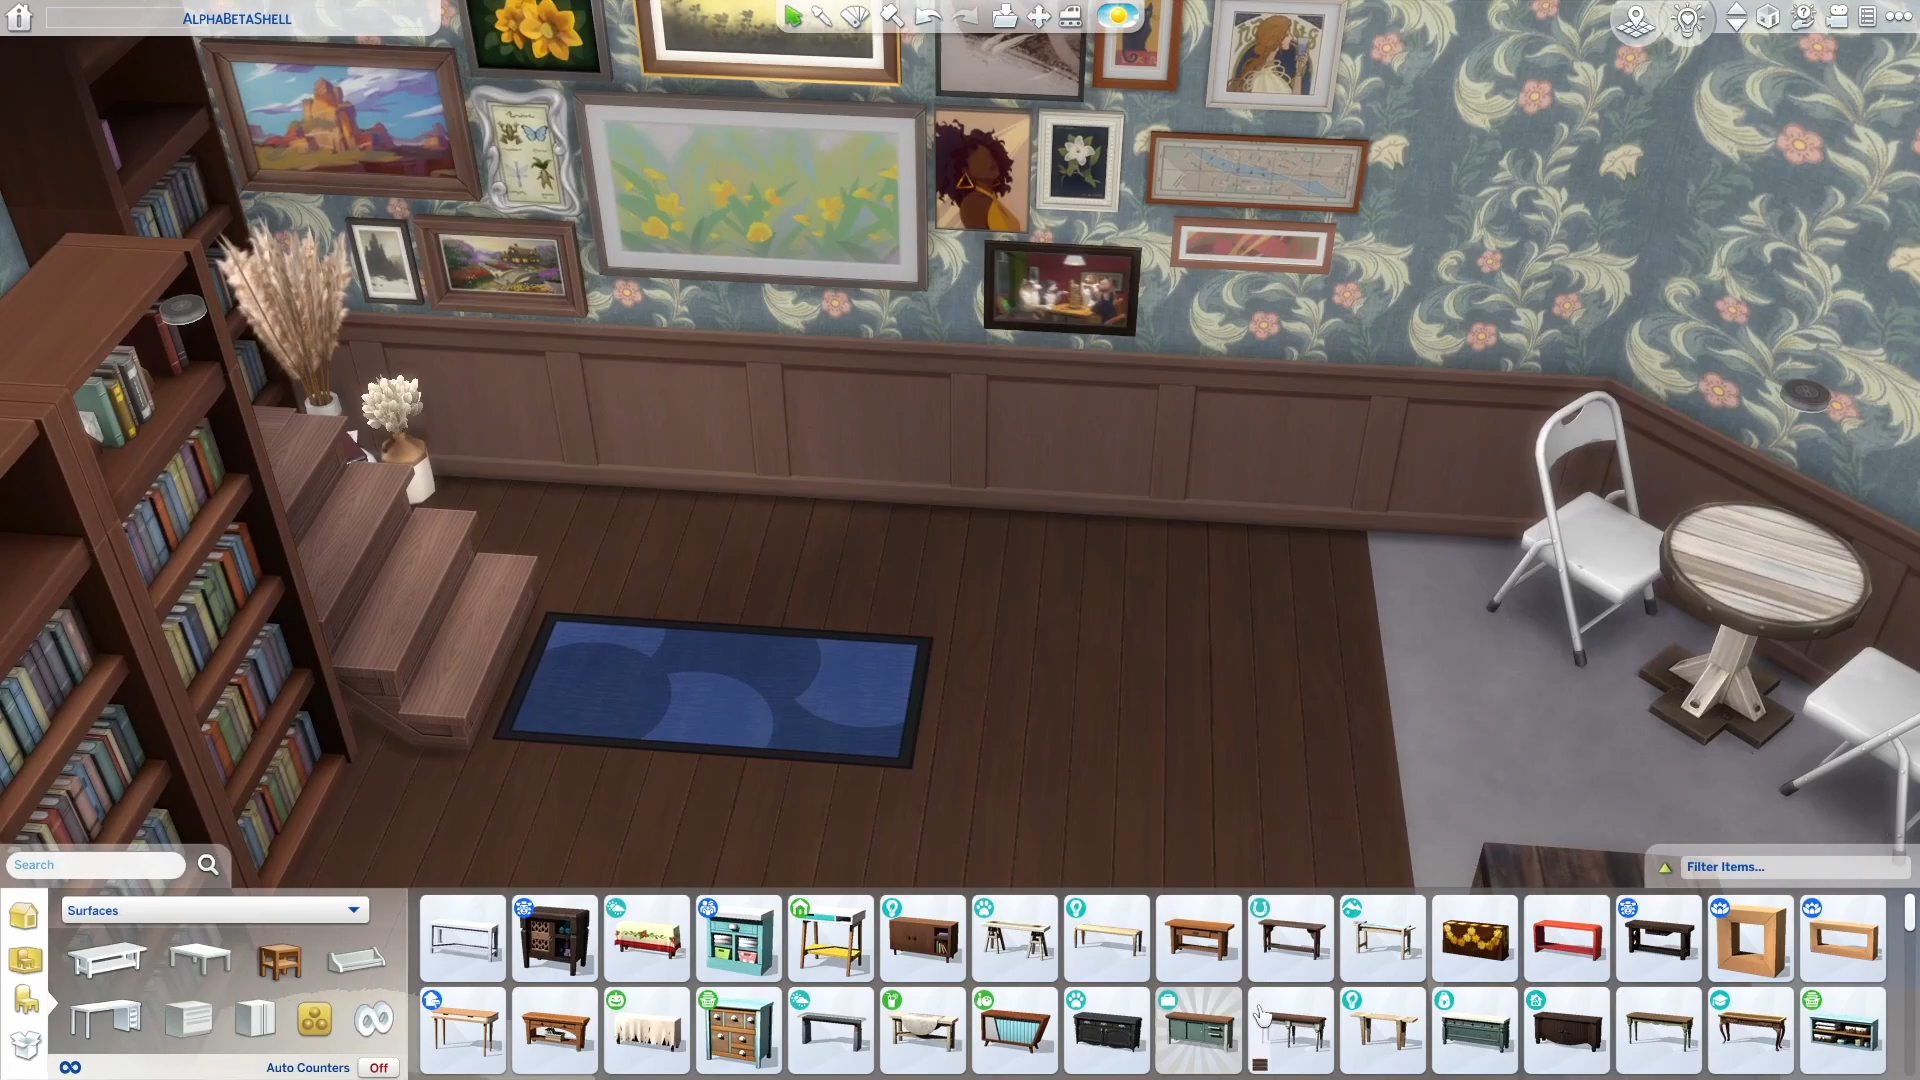 AlphaBetaShell
Search
Filter Items...
Surfaces
Auto Counters
Off